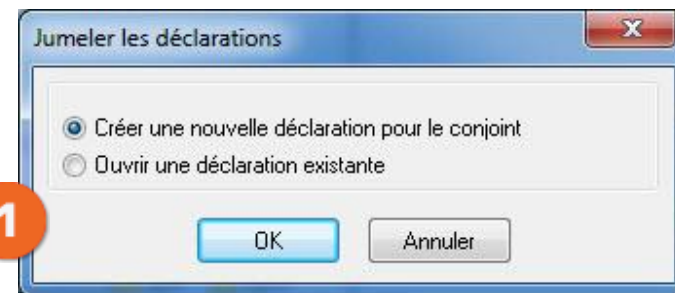 Jumeler les déclarations
Créer une nouvelle déclaration pour le conjoint
Ouvrir une déclaration existante
1
OK Annuler